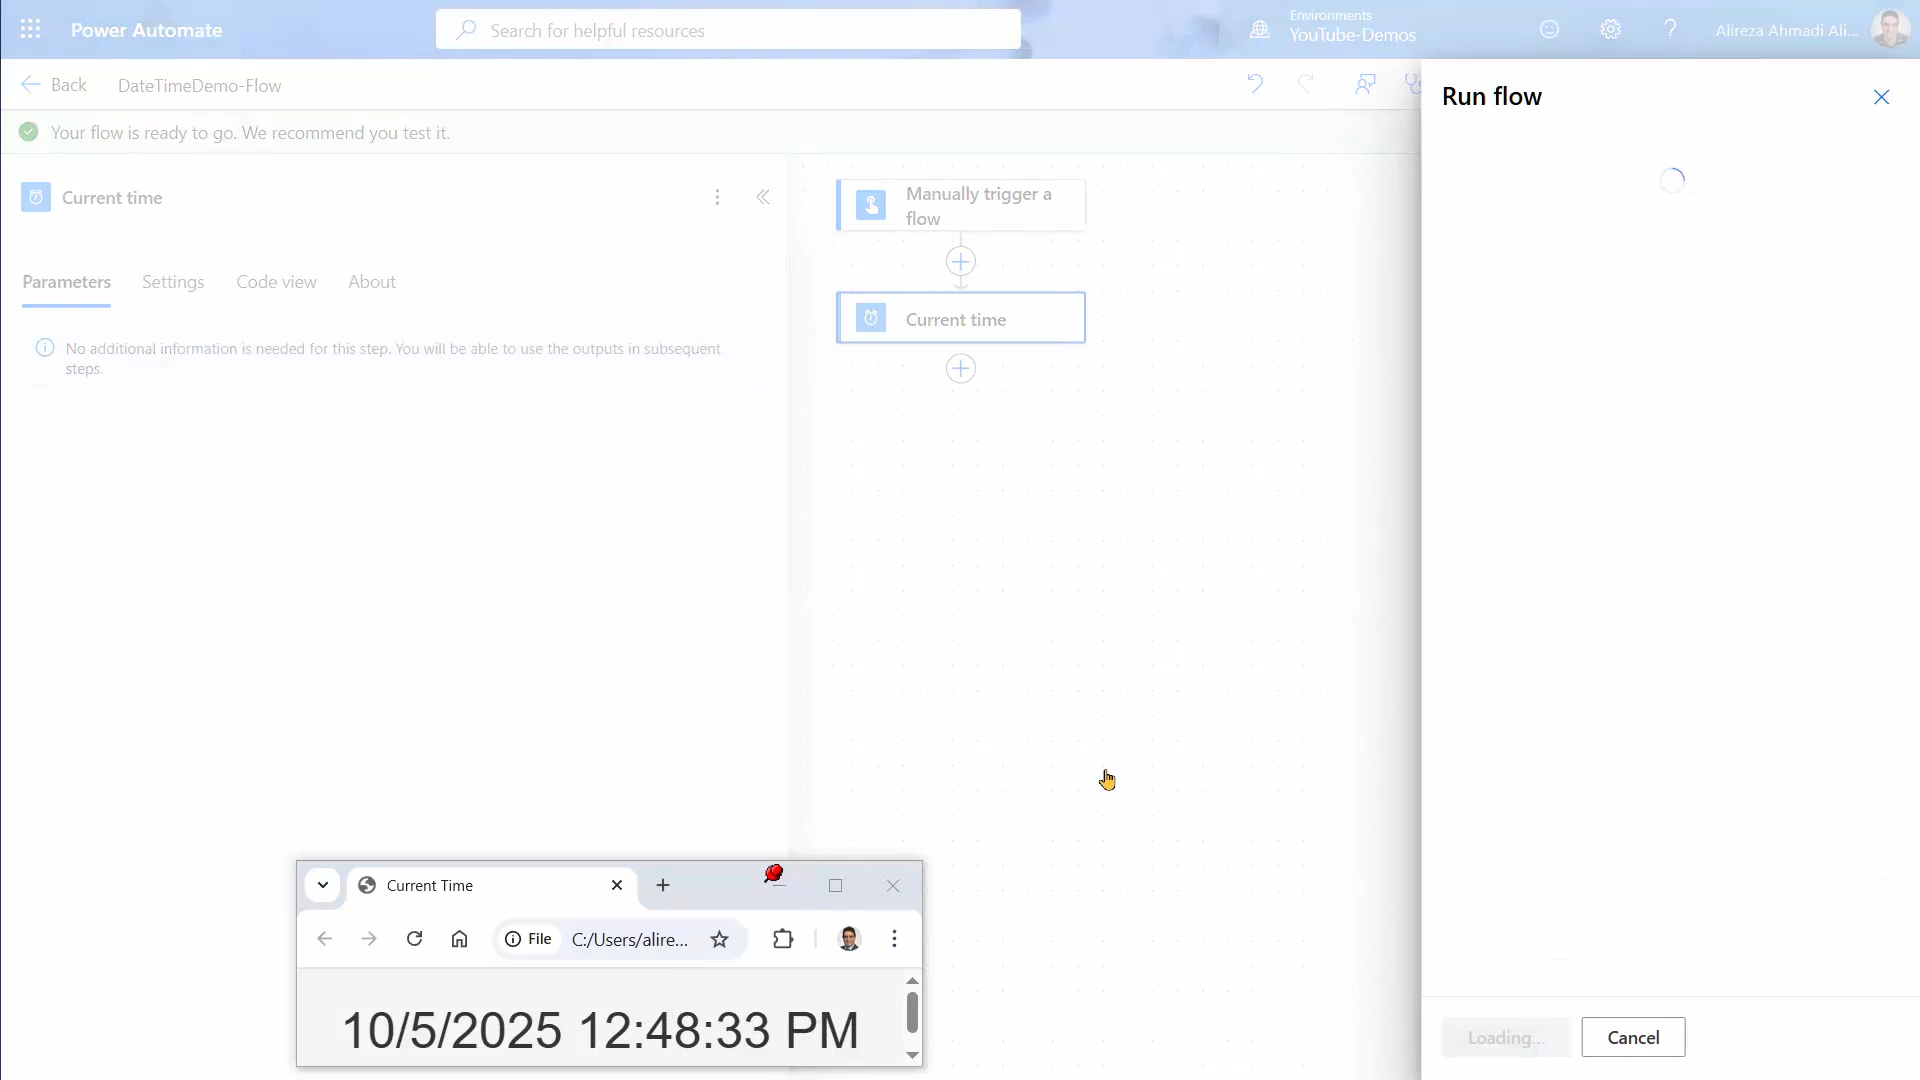 Power Automate
Search for helpful resources
Environments
YouTube-Demos
Alireza Ahmadi Ali...
Back
DateTimeDemo-Flow
Run flow
Your flow is ready to go. We recommend you test it.
Current time
Manually trigger a
flow
Parameters
Settings
Code view
About
Current time
No additional information is needed for this step. You will be able to use the outputs in subsequent
steps.
Current Time
File
C:/Users/alire...
10/5/2025 12:48:33 PM
Loading...
Cancel